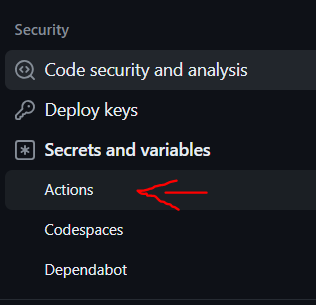 Security
Code security and analysis
Deploy keys
Secrets and variables
Actions
Codespaces
Dependabot